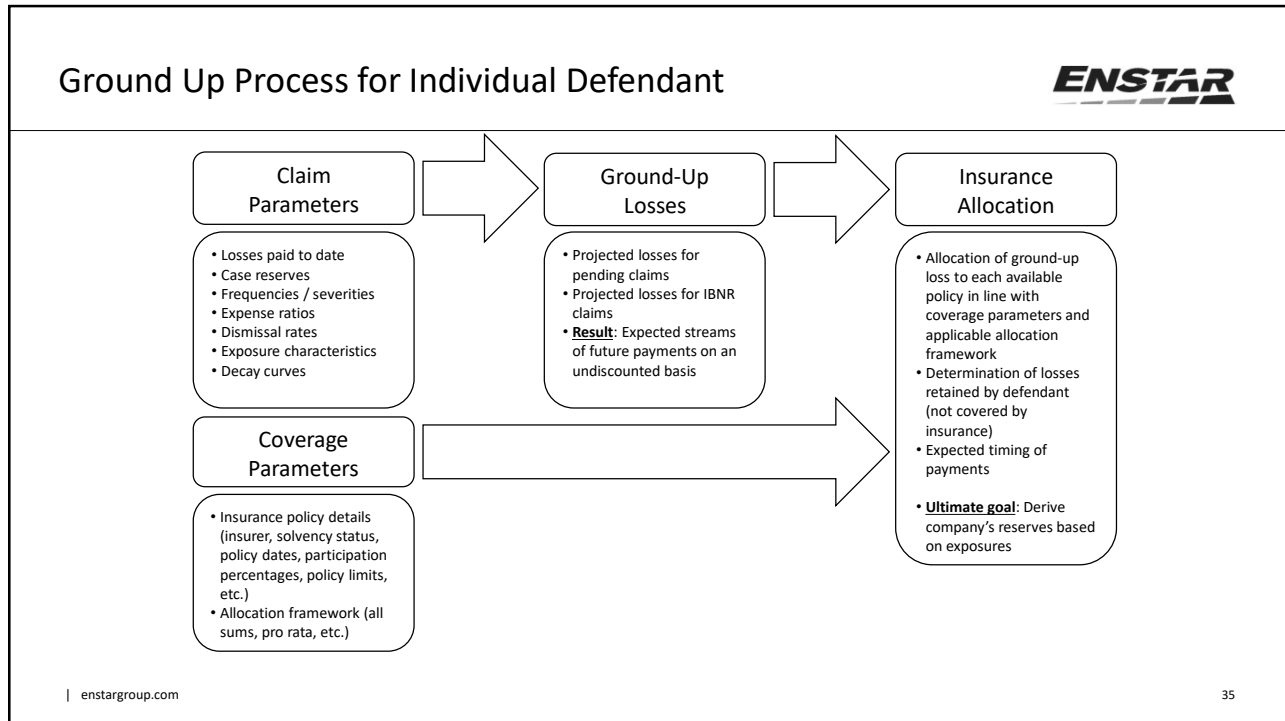 Ground Up Process for Individual Defendant
ENSTAR
Claim
Parameters
• Losses paid to date
• Case reserves
• Frequencies / severities
• Expense ratios
• Dismissal rates
• Exposure characteristics
• Decay curves
Coverage
Parameters
• Insurance policy details
(insurer, solvency status,
policy dates, participation
percentages, policy limits,
etc.)
• Allocation framework (all
sums, pro rata, etc.)
Ground-Up
Losses
• Projected losses for
pending claims
• Projected losses for IBNR
claims
• Result: Expected streams
of future payments on an
undiscounted basis
Insurance
Allocation
• Allocation of ground-up
loss to each available
policy in line with
coverage parameters and
applicable allocation
framework
• Determination of losses
retained by defendant
(not covered by
insurance)
• Expected timing of
payments
• Ultimate goal: Derive
company’s reserves based
on exposures
| enstargroup.com
35